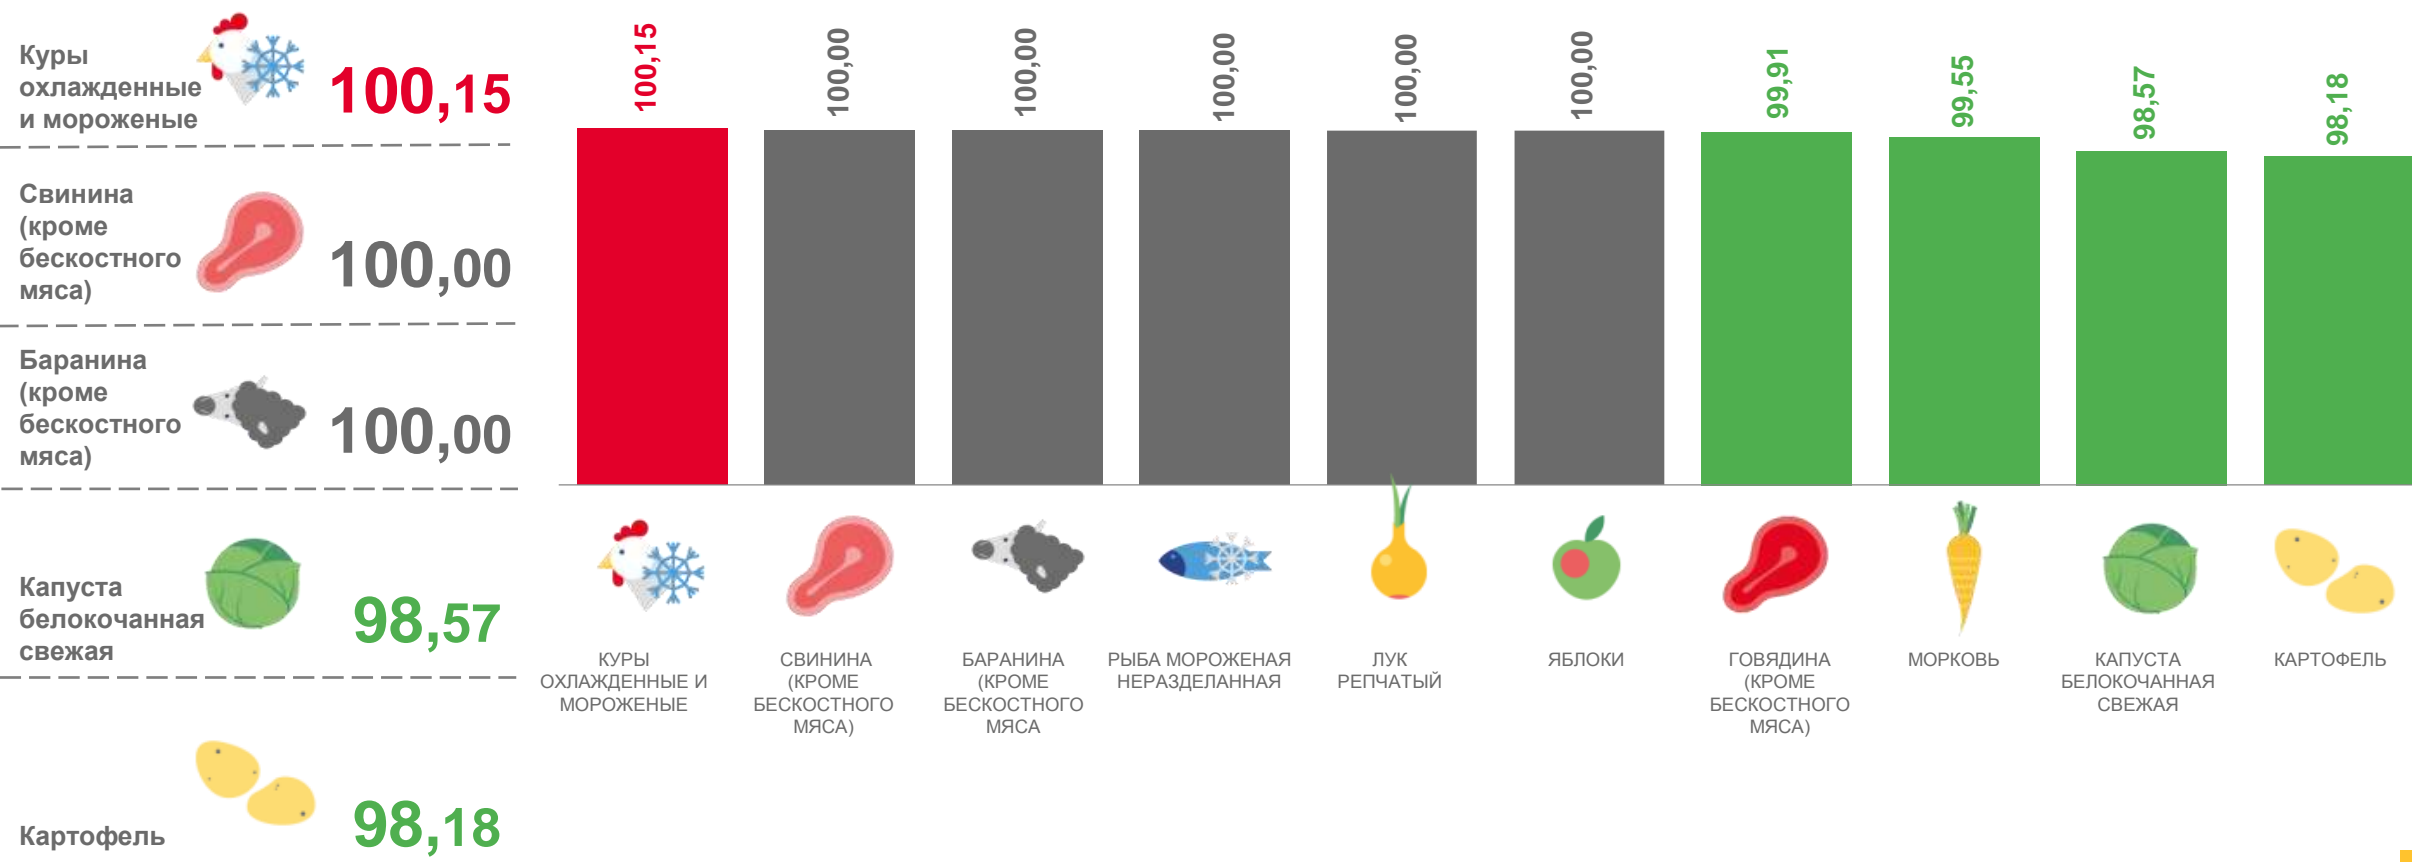 Куры
охлажденные
и мороженые
100,15
Свинина
(кроме
бескостного
мяса)
100,00
Баранина
(кроме
бескостного
мяса)
100,00
Капуста
белокочанная
свежая
98,57
Картофель
98,18
100,15
100,00
100,00
100,00
100,00
100,00
99,91
99,55
98,57
98,18
КУРЫ
ОХЛАЖДЕННЫЕ И
МОРОЖЕНЫЕ
СВИНИНА
(КРОМЕ
БЕСКОСТНОГО
МЯСА)
БАРАНИНА
(КРОМЕ
БЕСКОСТНОГО
МЯСА
РЫБА МОРОЖЕНАЯ
НЕРАЗДЕЛАННАЯ
ЛУК
РЕПЧАТЫЙ
ЯБЛОКИ
ГОВЯДИНА
(КРОМЕ
БЕСКОСТНОГО
МЯСА)
МОРКОВЬ
КАПУСТА
БЕЛОКОЧАННАЯ
СВЕЖАЯ
КАРТОФЕЛЬ